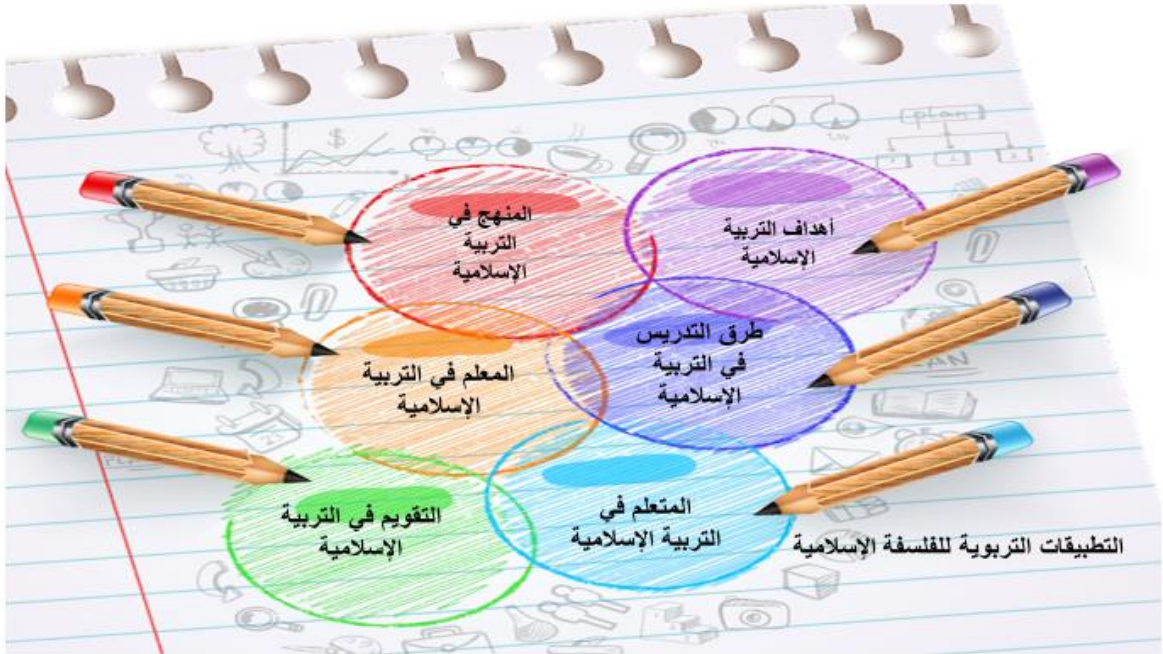 أهداف التربية
الإسلامية
المنهج في
التربية
الإسلامية
طرق التدريس
في التربية
الإسلامية
المعلم في التربية
الإسلامية
المتعلم في
التربية الإسلامية
التقويم في التربية
الإسلامية
التطبيقات التربوية للفلسفة الإسلامية
plan
$